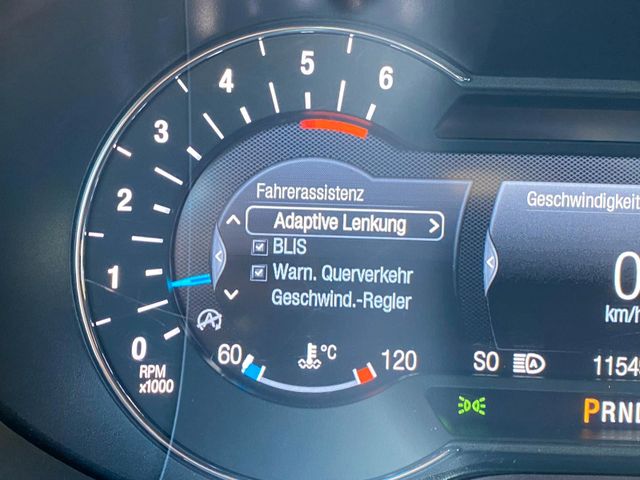 6
5
4
3
2
1
0
RPM
x1000
Fahrerassistenz
Adaptive Lenkung
BLIS
Warn. Querverkehr
Geschwind.-Regler
60 °C 120
Geschwindigkeit
0
km/h
SO
1154
PRND